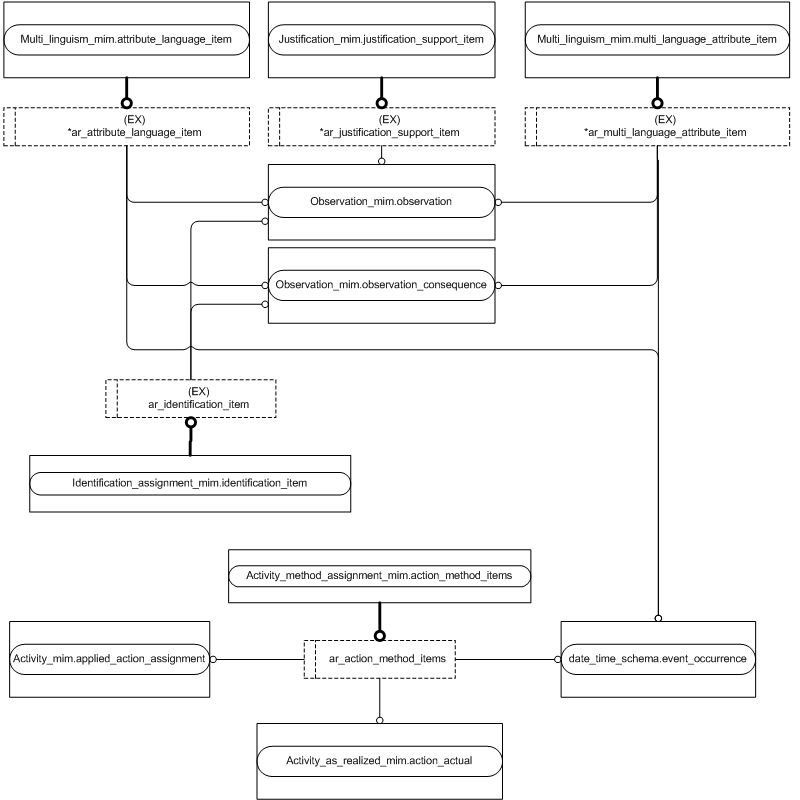 Multi_linguism_mim.attribute_language_item
Justification_mim.justification_support_item
Multi_linguism_mim.multi_language_attribute_item
(EX)
*ar_attribute_language_item
(EX)
*ar_justification_support_item
(EX)
*ar_multi_language_attribute_item
Observation_mim.observation
Observation_mim.observation_consequence
(EX)
ar_identification_item
Identification_assignment_mim.identification_item
Activity_method_assignment_mim.action_method_items
Activity_mim.applied_action_assignment
ar_action_method_items
date_time_schema.event_occurrence
Activity_as_realized_mim.action_actual